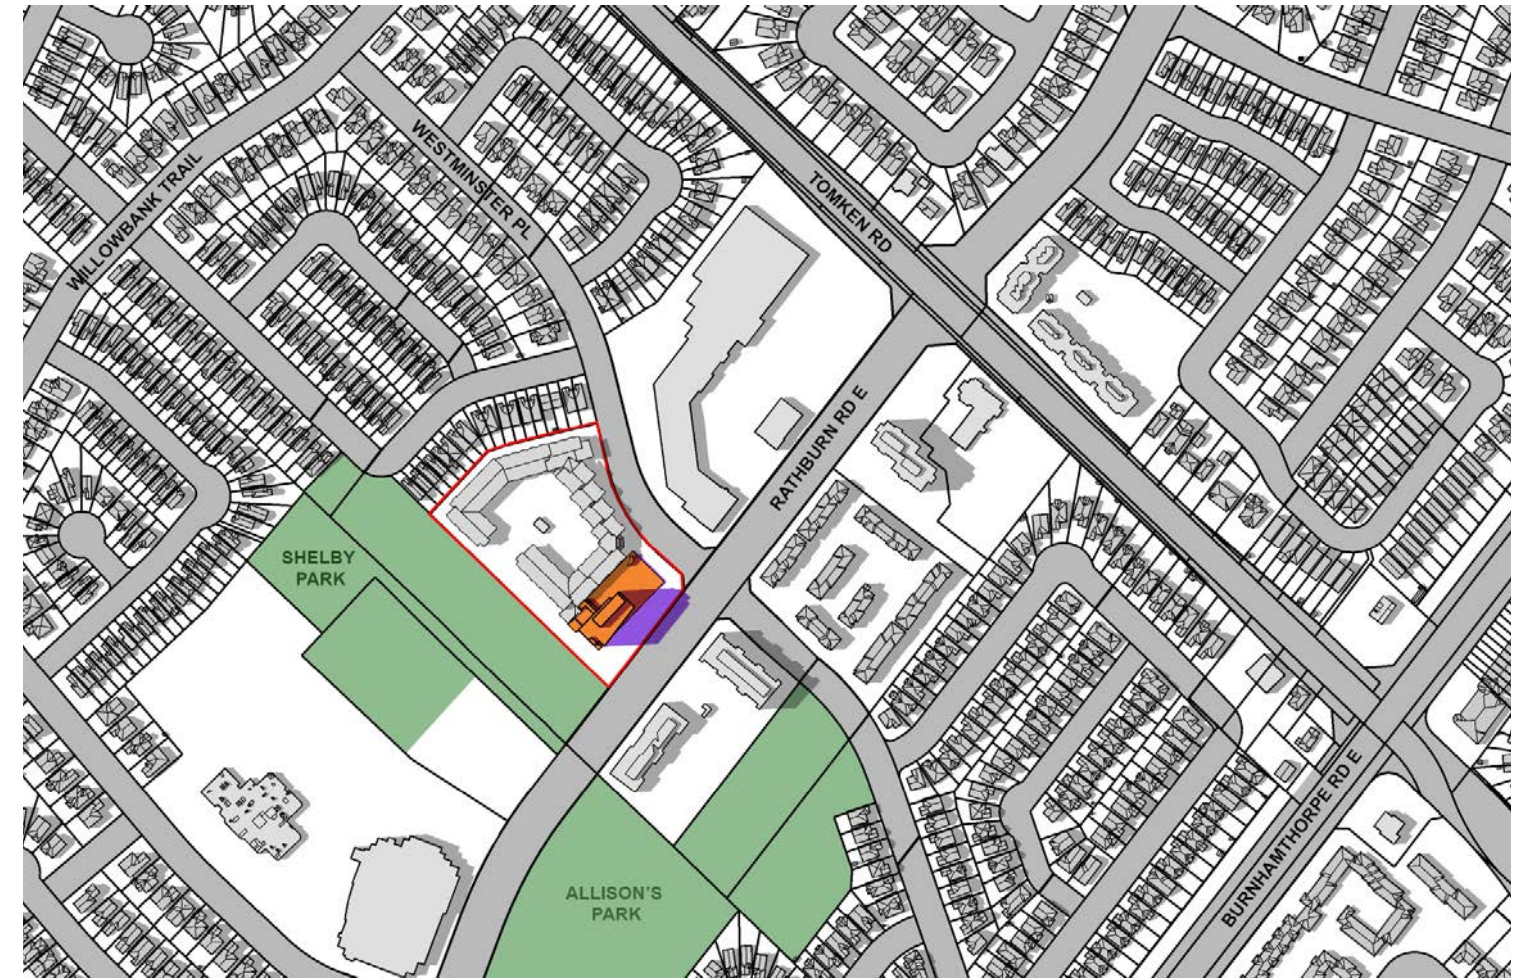 WESTMINSTER PL
WILLOWBANK TRAIL
TOMKEN RD
RATHBURN RD E
SHELBY
PARK
BURNHAMTHORPE RD E
ALLISON'S
PARK